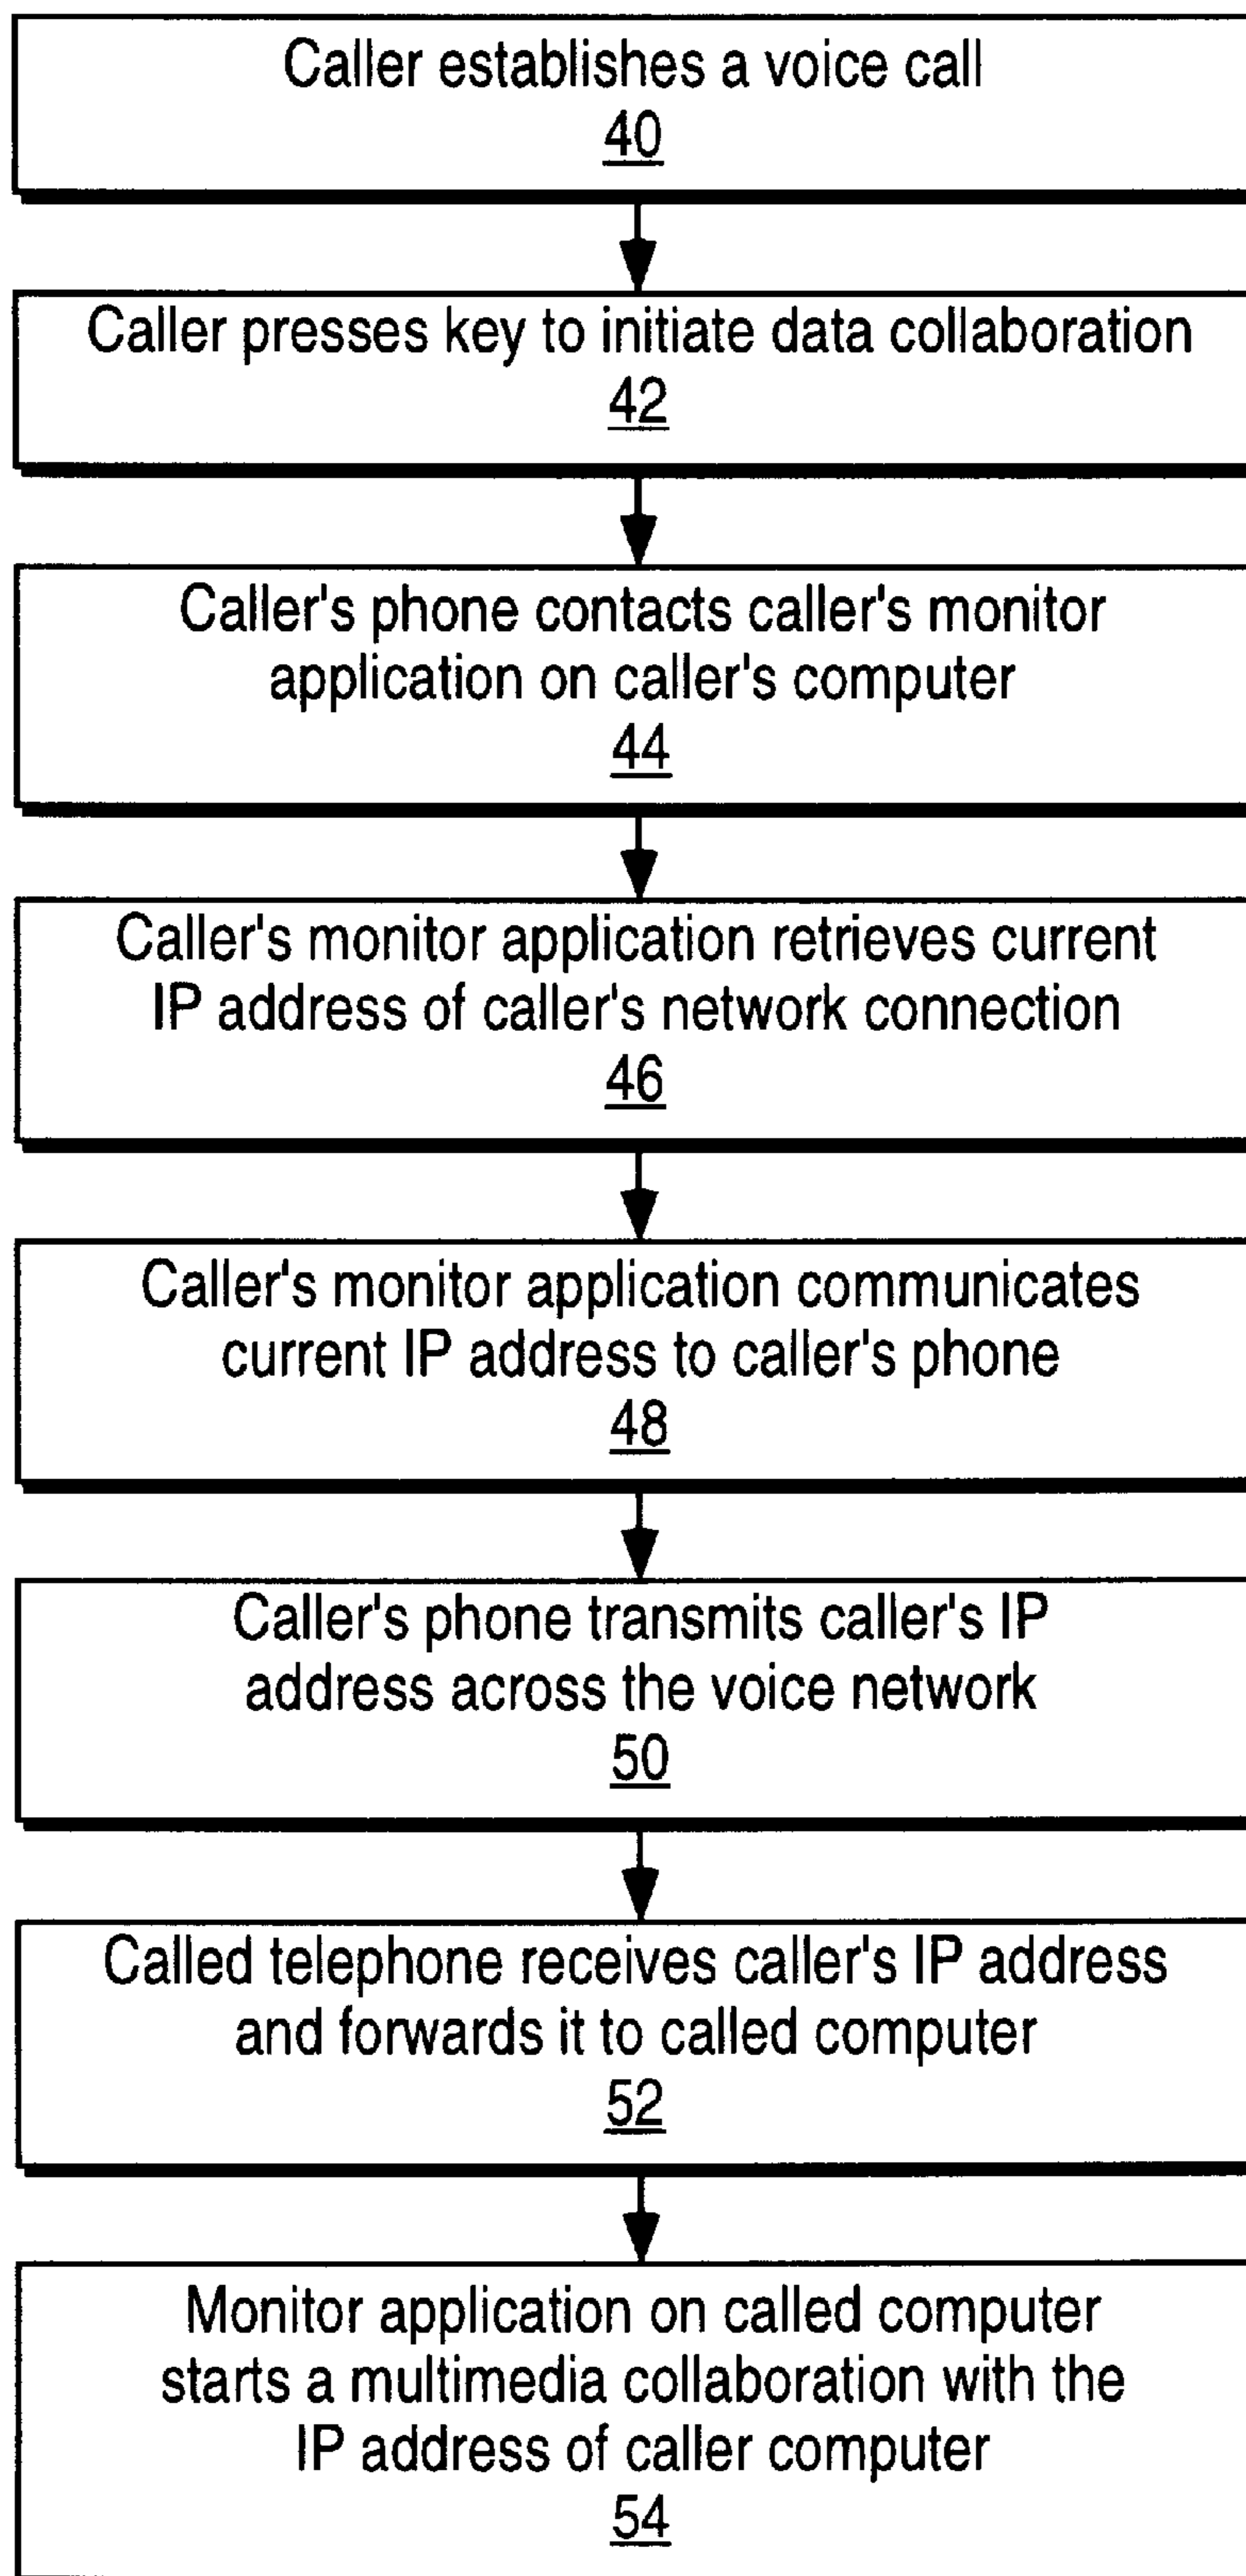 Caller establishes a voice call
40
Caller presses key to initiate data collaboration
42
Caller's phone contacts caller's monitor
application on caller's computer
44
Caller's monitor application retrieves current
IP address of caller's network connection
46
Caller's monitor application communicates
current IP address to caller's phone
48
Caller's phone transmits caller's IP
address across the voice network
50
Called telephone receives caller's IP address
and forwards it to called computer
52
Monitor application on called computer
starts a multimedia collaboration with the
IP address of caller computer
54